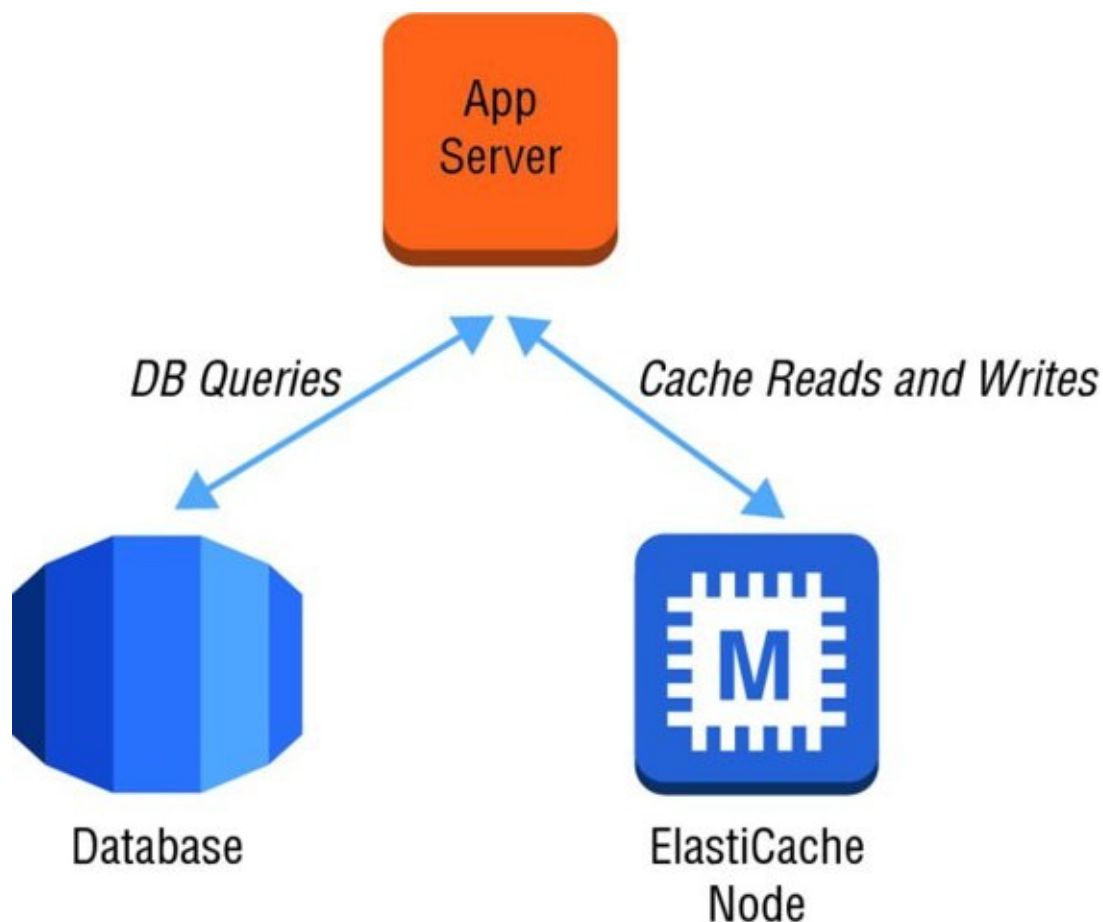 App
Server
DB Queries
Cache Reads and Writes
M
Database
ElastiCache
Node